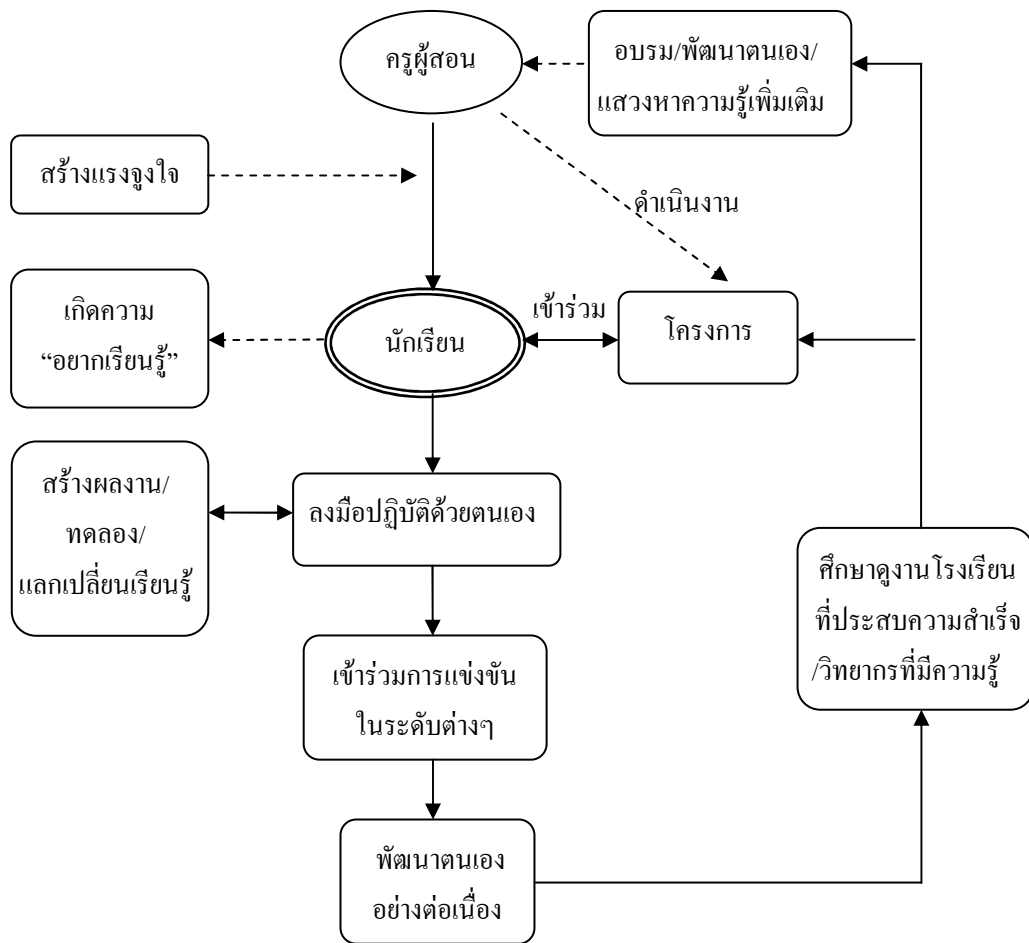 ครูผู้สอน
อบรม/พัฒนาตนเอง/
แสวงหาความรู้เพิ่มเติม
สร้างแรงจูงใจ
ดำเนินงาน
เกิดความ
“อยากเรียนรู้”
นักเรียน
เข้าร่วม
โครงการ
สร้างผลงาน/
ทดลอง/
แลกเปลี่ยนเรียนรู้
ลงมือปฏิบัติด้วยตนเอง
ศึกษาดูงานโรงเรียน
ที่ประสบความสำเร็จ
/วิทยากรที่มีความรู้
เข้าร่วมการแข่งขัน
ในระดับต่างๆ
พัฒนาตนเอง
อย่างต่อเนื่อง